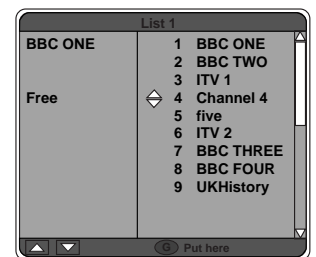 List 1
BBC ONE
Free
1 BBC ONE
2 BBC TWO
3 ITV 1
4 Channel 4
5 five
6 ITV 2
7 BBC THREE
8 BBC FOUR
9 UKHistory
G Put here